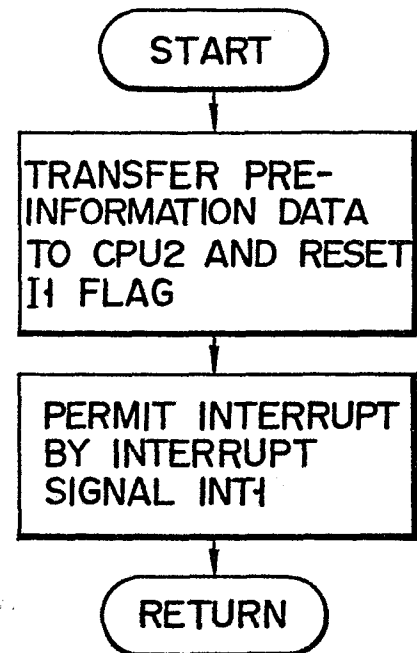 START
TRANSFER PRE-
INFORMATION DATA
TO CPU2 AND RESET
I1 FLAG
PERMIT INTERRUPT
BY INTERRUPT
SIGNAL INT1
RETURN